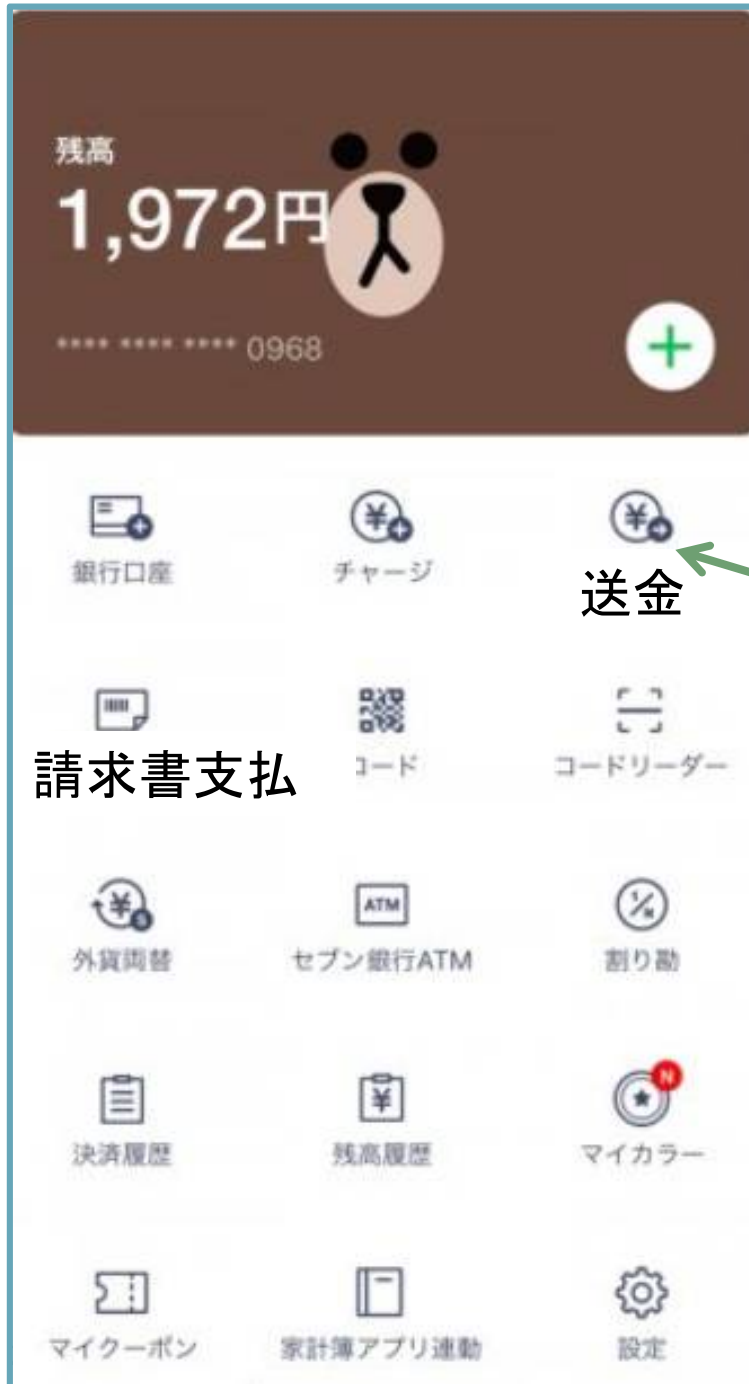 残高
1,972円
**** **** **** 0968
銀行口座
チャージ
送金
請求書支払
コード
コードリーダー
外貨両替
ATM
セブン銀行ATM
割り勘
決済履歴
残高履歴
N
マイカラー
マイクーポン
家計簿アプリ連動
設定